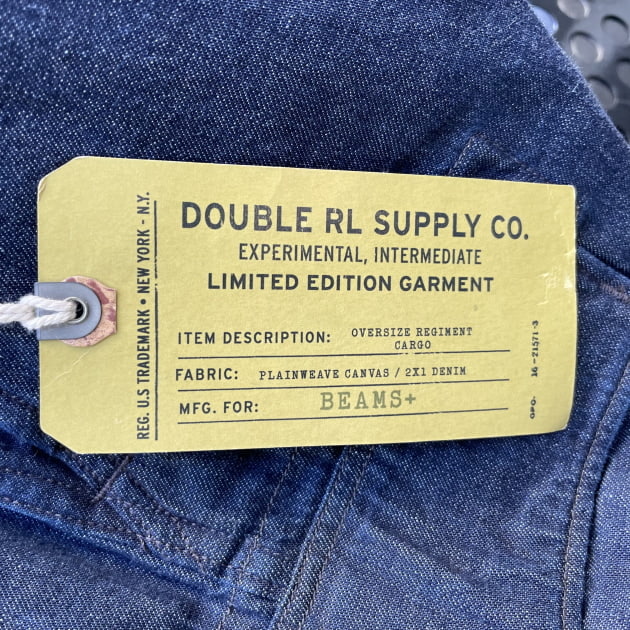 DOUBLE RL SUPPLY CO.
EXPERIMENTAL, INTERMEDIATE
LIMITED EDITION GARMENT
ITEM DESCRIPTION: OVERSIZE REGIMENT
CARGO
FABRIC: PLAINWEAVE CANVAS / 2X1 DENIM
MFG. FOR: BEAMS+
REG. U.S TRADEMARK • NEW YORK - N.Y.
GPO. 16-21571-3